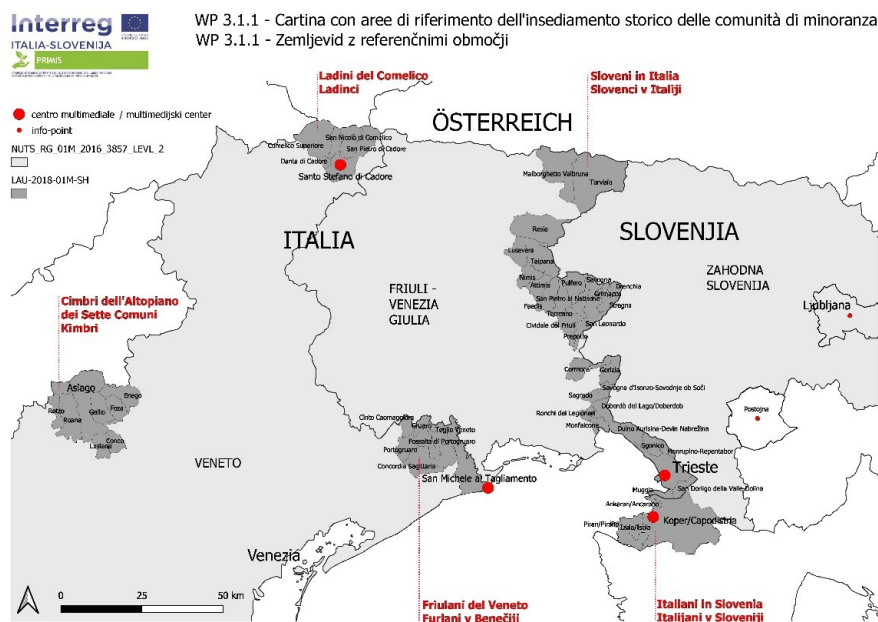 Interreg
ITALIA-SLOVENIJA
PRIMIS
WP 3.1.1 - Cartina con aree di riferimento dell'insediamento storico delle comunità di minoranza
WP 3.1.1 - Zemljevid z referenčnimi območji
centro multimediale / multimedijski center
info-point
NUTS_RG_01M_2016_3857_LEVL_2
LAU-2018-01M-SH
Ladini del Comelico
Ladinci
Sloveni in Italia
Slovenci v Italiji
ÖSTERREICH
San Nicolò di Comelico
Comelico Superiore
San Pietro di Cadore
Danta di Cadore
Santo Stefano di Cadore
Malborghetto Valbruna
Tarvisio
ITALIA
SLOVENJIA
Resia
Lusevera
Taipana
FRIULI -
VENEZIA
GIULIA
ZAHODNA
SLOVENIJA
Nimis
Attimis
Pulfero
Savogna
Drenchia
Grimacco
San Pietro al Natisone
Stregna
Faedis
Torreano
San Leonardo
Cividale del Friuli
Prepotto
Ljubljana
Cimbri dell'Altopiano
dei Sette Comuni
Kimbri
Asiago
Enego
Rotzo
Gallio
Foza
Roana
Conco
Lusiana
Cormons
Gorizia
Savogna d'Isonzo-Sovodnje ob Soči
Sagrado
Doberdò del Lago/Doberdob
Ronchi dei Legionari
Monfalcone
Duino Aurisina-Devin Nabrežina
Postojna
Cinto Caomaggiore
Gruaro
Teglio Veneto
Fossalta di Portogruaro
Portogruaro
Concordia Sagittaria
San Michele al Tagliamento
Sgonico
Monrupino-Repentabor
Trieste
San Dorligo della Valle-Dolina
Muggia
Ankaran/Ancarano
Koper/Capodistria
Piran/Pirano
Izola/Isola
VENETO
Venezia
0 25 50 km
Friulani del Veneto
Furlani v Benečiji
Italiani in Slovenia
Italijani v Sloveniji